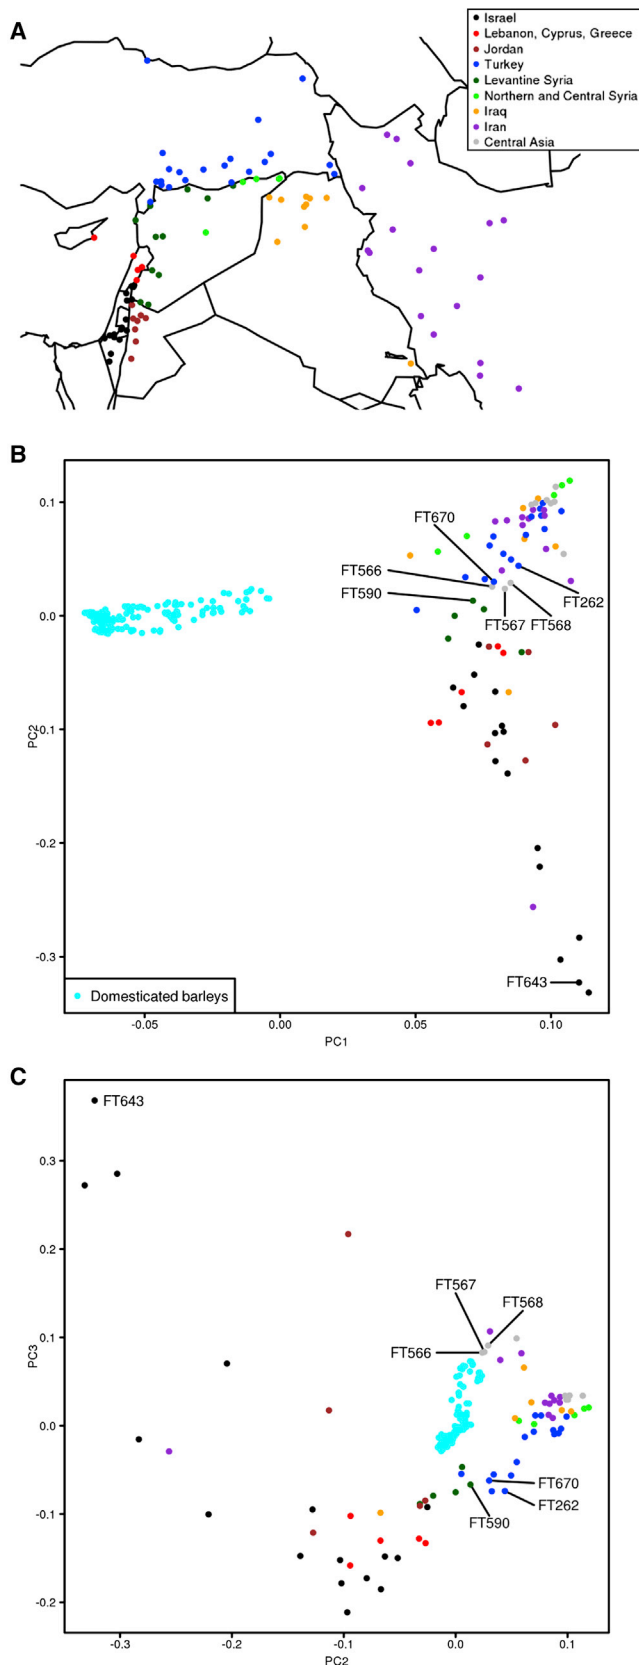 A
Israel
Lebanon, Cyprus, Greece
Jordan
Turkey
Levantine Syria
Northern and Central Syria
Iraq
Iran
Central Asia
B
0.1
FT670
FT566
FT590
FT262
FT567 FT568
0.0
PC2
-0.1
-0.2
-0.3
FT643
Domesticated barleys
-0.05 0.00 0.05 0.10
PC1
C
FT643
0.3
0.2
FT567
FT568
FT566
0.1
PC3
0.0
FT670
FT262
FT590
-0.1
-0.2
-0.3 -0.2 -0.1 0.0 0.1
PC2